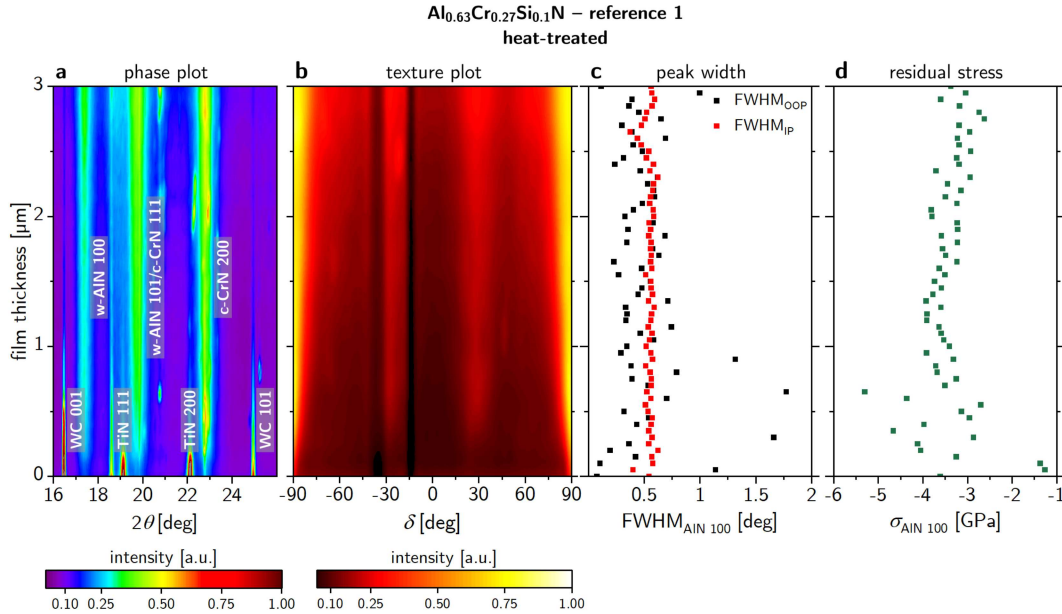 Al0.63Cr0.27Si0.1N – reference 1
heat-treated
a phase plot
b texture plot
c peak width
d residual stress
film thickness [μm]
3
2
1
0
w-AlN 100
w-AlN 101/c-CrN 111
c-CrN 200
WC 001
TiN 111
TiN 200
WC 101
FWHMOOP
FWHMIP
16 18 20 22 24
-90 -60 -30 0 30 60 90
0.5 1.0 1.5 2
-6 -5 -4 -3 -2 -1
2θ [deg]
δ [deg]
FWHMAlN 100 [deg]
σAlN 100 [GPa]
intensity [a.u.]
0.10 0.25 0.50 1.00
intensity [a.u.]
0.10 0.25 0.50 1.00